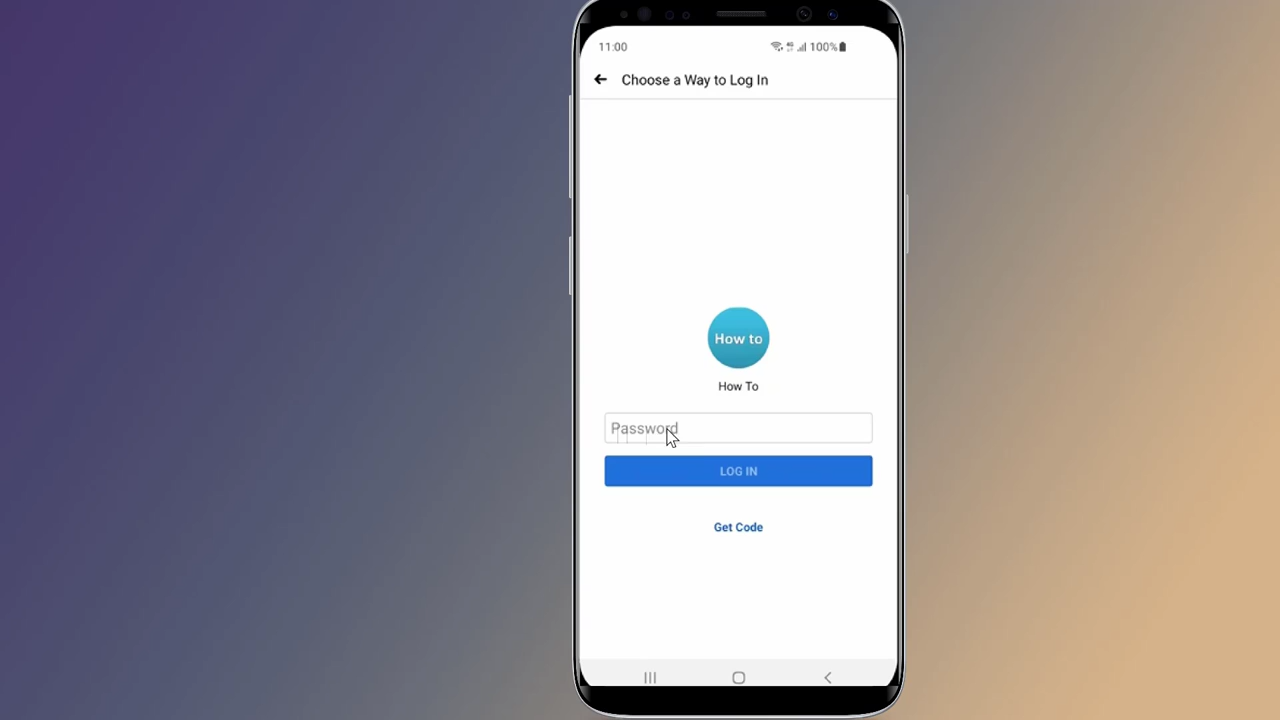 11:00
100%
Choose a Way to Log In
How to
How To
Password
LOG IN
Get Code